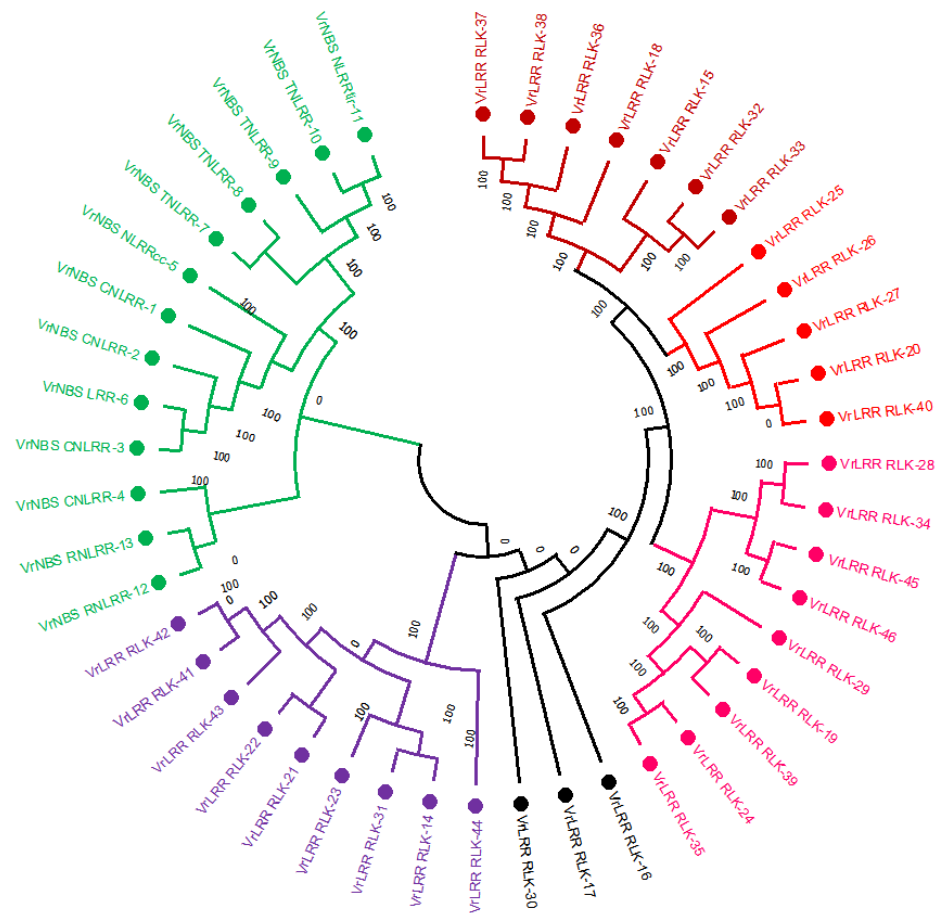 VrLRR RLK-37
VrLRR RLK-38
VrLRR RLK-36
VrLRR RLK-18
VrLRR RLK-15
VrLRR RLK-32
VrLRR RLK-33
VrLRR RLK-25
VrLRR RLK-26
VrLRR RLK-27
VrLRR RLK-20
VrLRR RLK-40
VrLRR RLK-28
VrLRR RLK-34
VrLRR RLK-45
VrLRR RLK-46
VrLRR RLK-29
VrLRR RLK-19
VrLRR RLK-39
VrLRR RLK-24
VrLRR RLK-35
VrLRR RLK-16
VrLRR RLK-17
VrLRR RLK-30
VrLRR RLK-44
VrLRR RLK-14
VrLRR RLK-31
VrLRR RLK-23
VrLRR RLK-21
VrLRR RLK-22
VrLRR RLK-43
VrLRR RLK-41
VrLRR RLK-42
VrNBS RNLRR-12
VrNBS RNLRR-13
VrNBS CNLRR-4
VrNBS CNLRR-3
VrNBS LRR-6
VrNBS CNLRR-2
VrNBS CNLRR-1
VrNBS NLRRcc-5
VrNBS TNLRR-7
VrNBS TNLRR-8
VrNBS TNLRR-9
VrNBS TNLRR-10
VrNBS NLRRtir-11
100
100
100
100
100
100
100
100
100
100
0
100
100
100
100
100
100
100
100
100
100
0
0
0
100
100
100
100
0
100
100
100
0
0
100
100
100
100
0
100
100
100
100
100